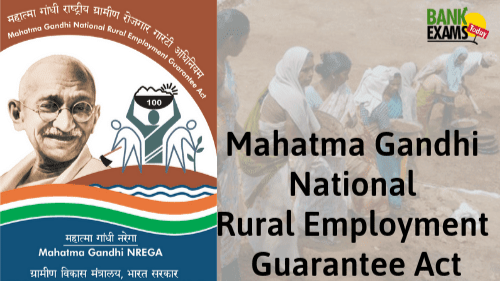 महात्मा गांधी राष्ट्रीय ग्रामीण रोजगार गारंटी अधिनियम
Mahatma Gandhi National Rural Employment Guarantee Act
100
महात्मा गांधी नरेगा
Mahatma Gandhi NREGA
ग्रामीण विकास मंत्रालय, भारत सरकार
BANK
EXAMS Today
Mahatma Gandhi
National
Rural Employment
Guarantee Act